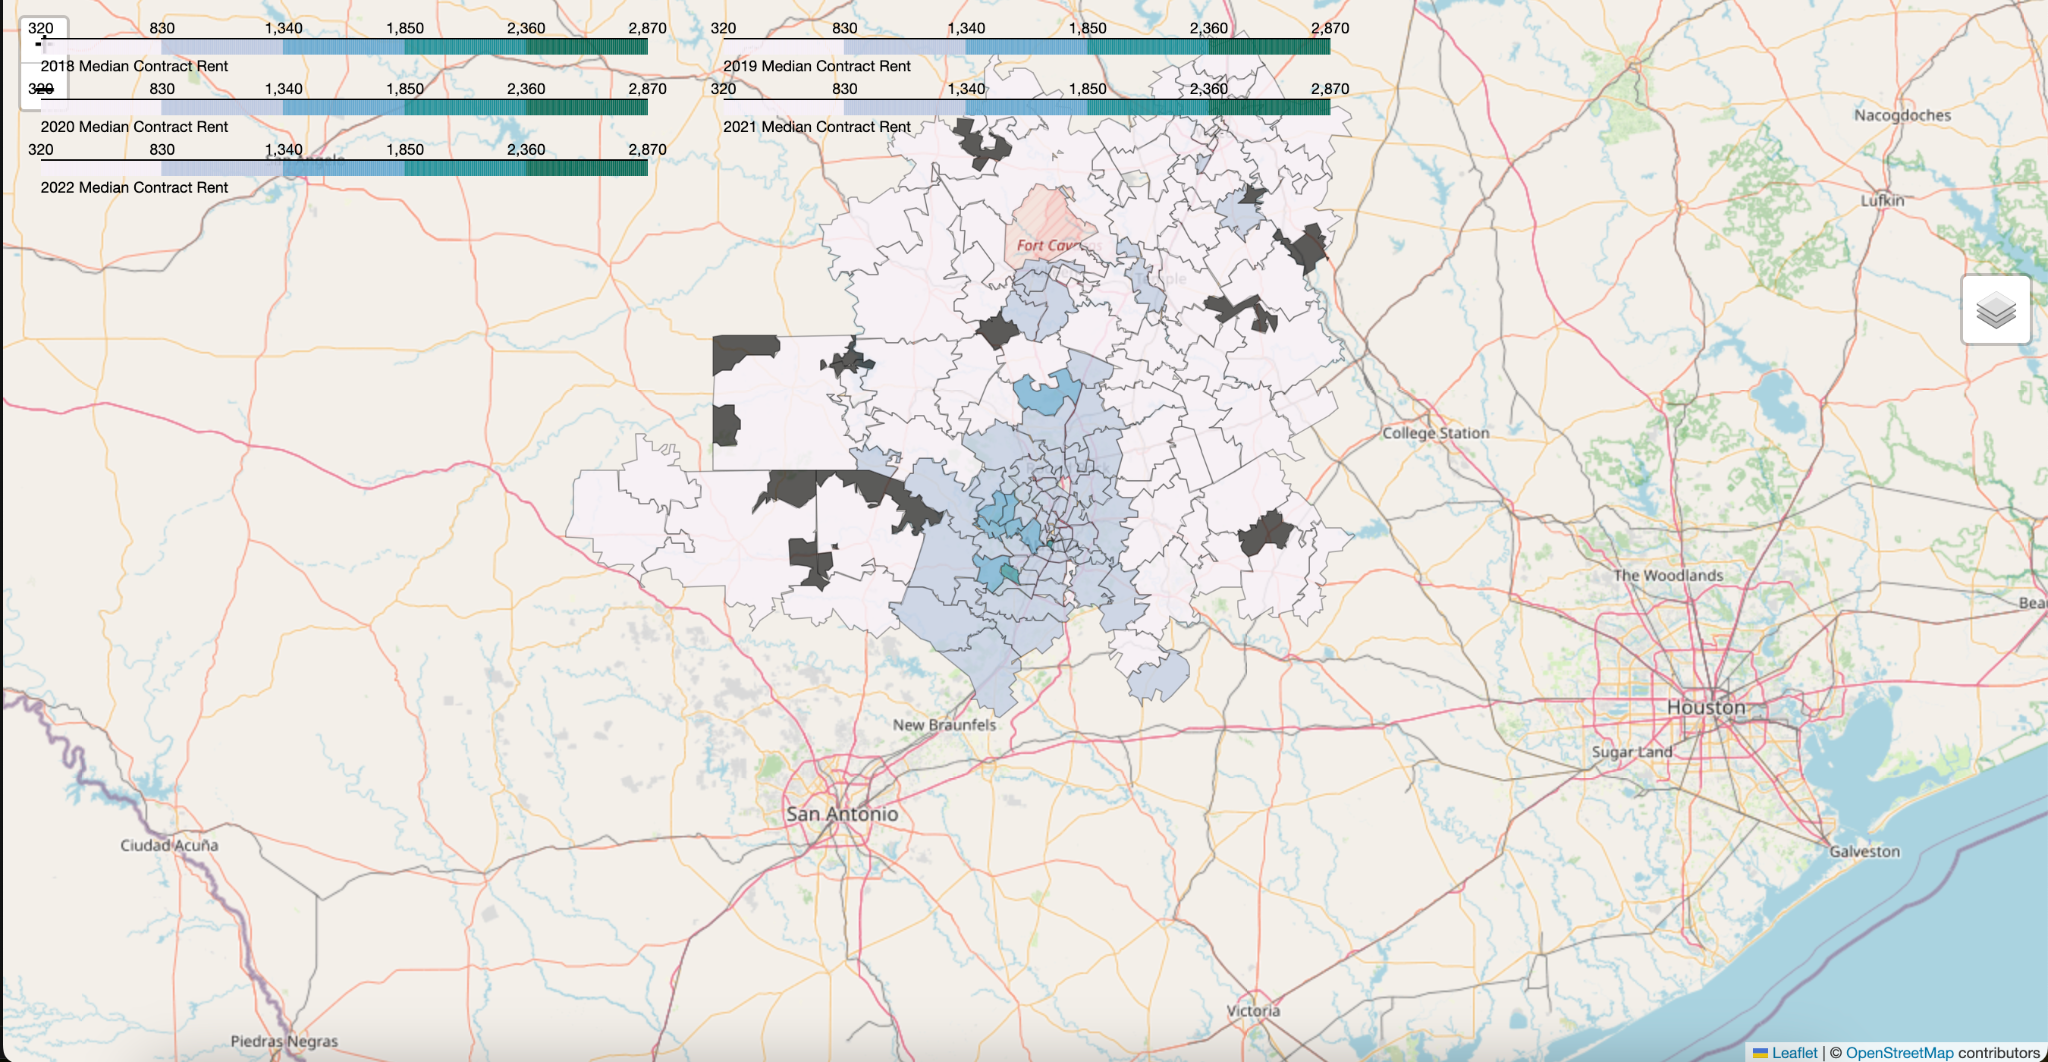 320 830 1,340 1,850 2,360 2,870
2018 Median Contract Rent
320 830 1,340 1,850 2,360 2,870
2019 Median Contract Rent
320 830 1,340 1,850 2,360 2,870
2020 Median Contract Rent
320 830 1,340 1,850 2,360 2,870
2021 Median Contract Rent
320 830 1,340 1,850 2,360 2,870
2022 Median Contract Rent
Nacogdoches
Lufkin
Temple
College Station
The Woodlands
Houston
Sugar Land
New Braunfels
San Antonio
Ciudad Acuña
Galveston
Victoria
Piedras Negras
Leaflet | © OpenStreetMap contributors